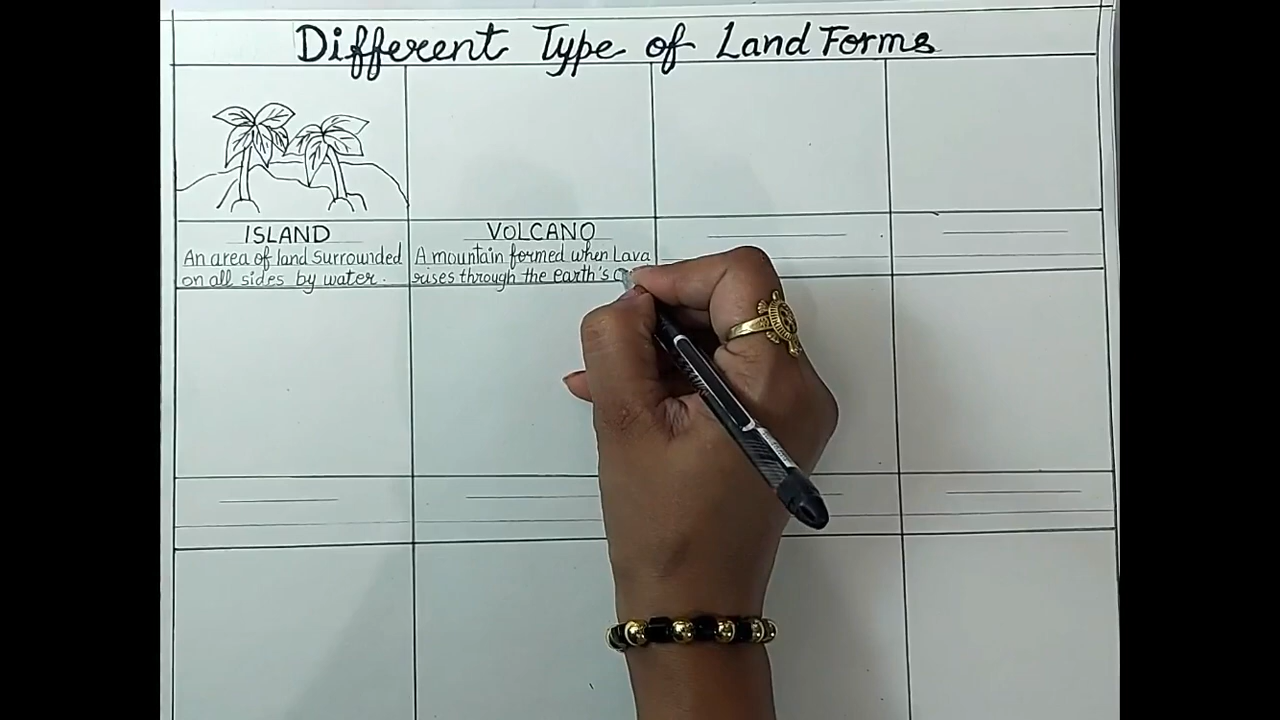 Different Type of Land Forms
ISLAND
An area of land surrounded
on all sides by water.
VOLCANO
A mountain formed when Lava
rises through the earth's